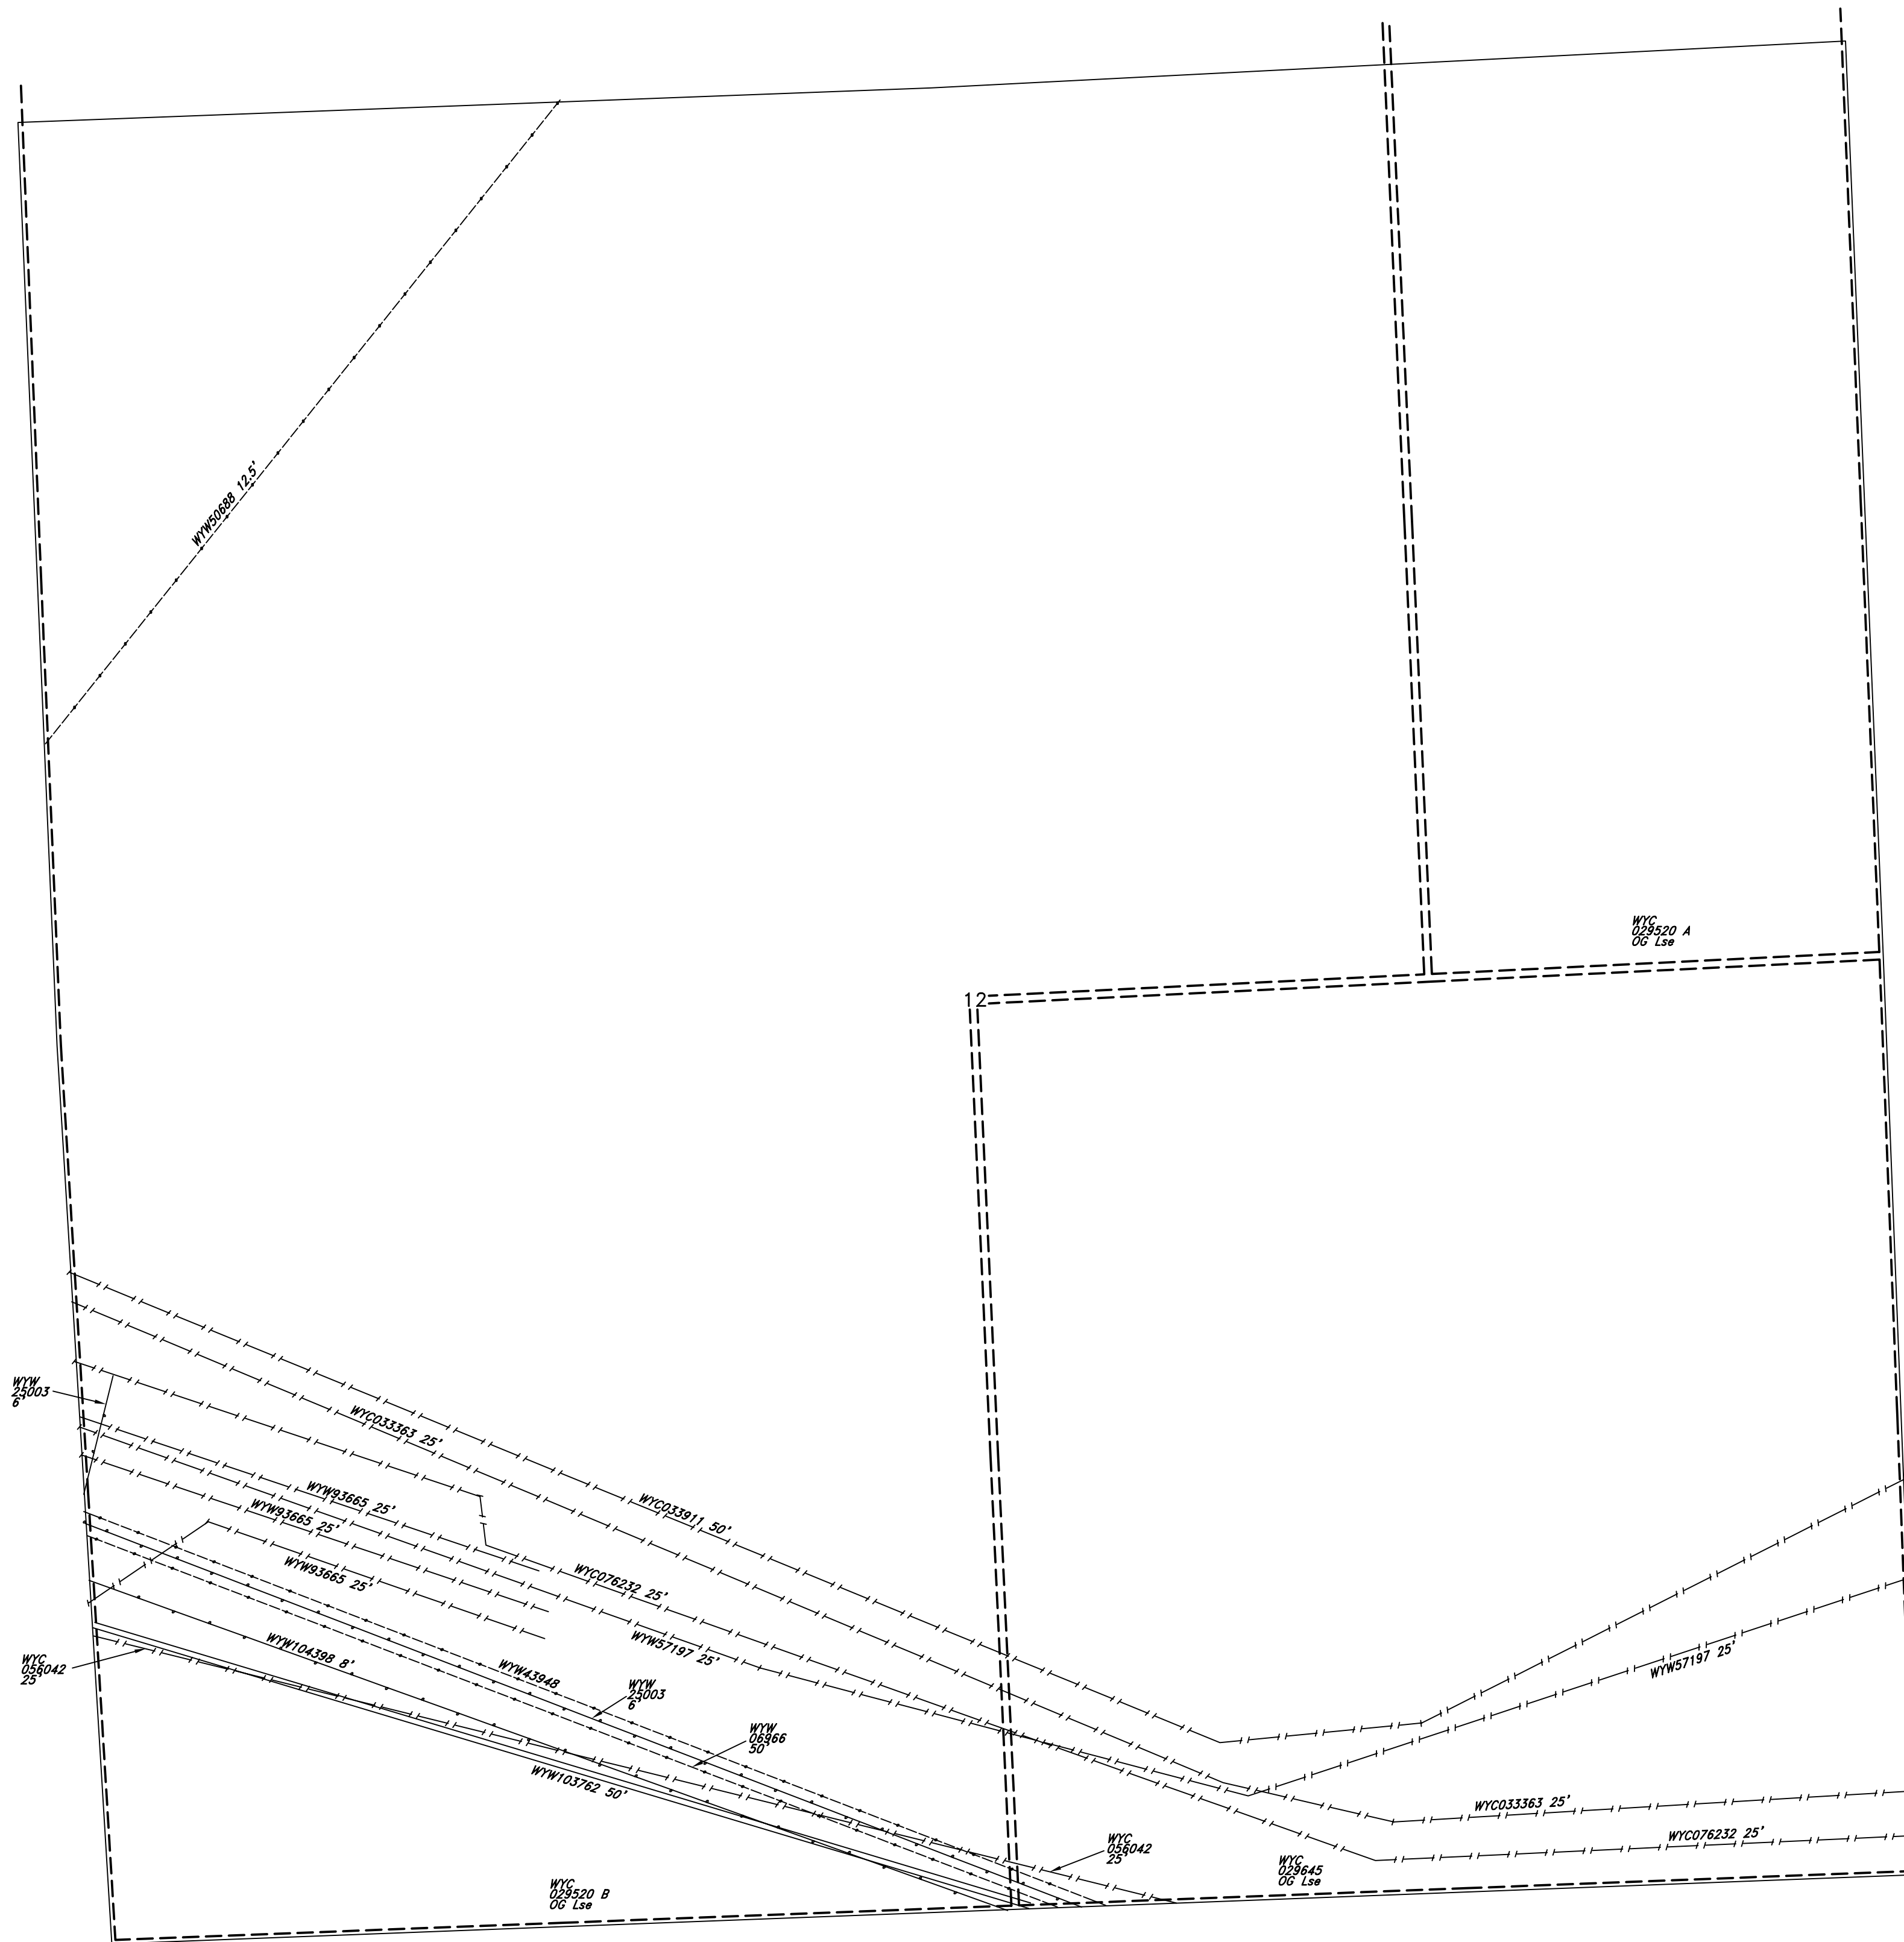 WYW50688 12.5'
WYC
029520 A
OG Lse
12
WYW
25003
6'
WYC033363 25'
WYW93665 25'
WYW93665 25'
WYC033911 50'
WYW93665 25'
WYC076232 25'
WYW57197 25'
WYW57197 25'
WYW104398 8'
WYC
056042
25'
WYW43948
WYW
25003
6'
WYW
06966
50'
WYW103762 50'
WYC033363 25'
WYC076232 25'
WYC
056042
25'
WYC
029645
OG Lse
WYC
029520 B
OG Lse